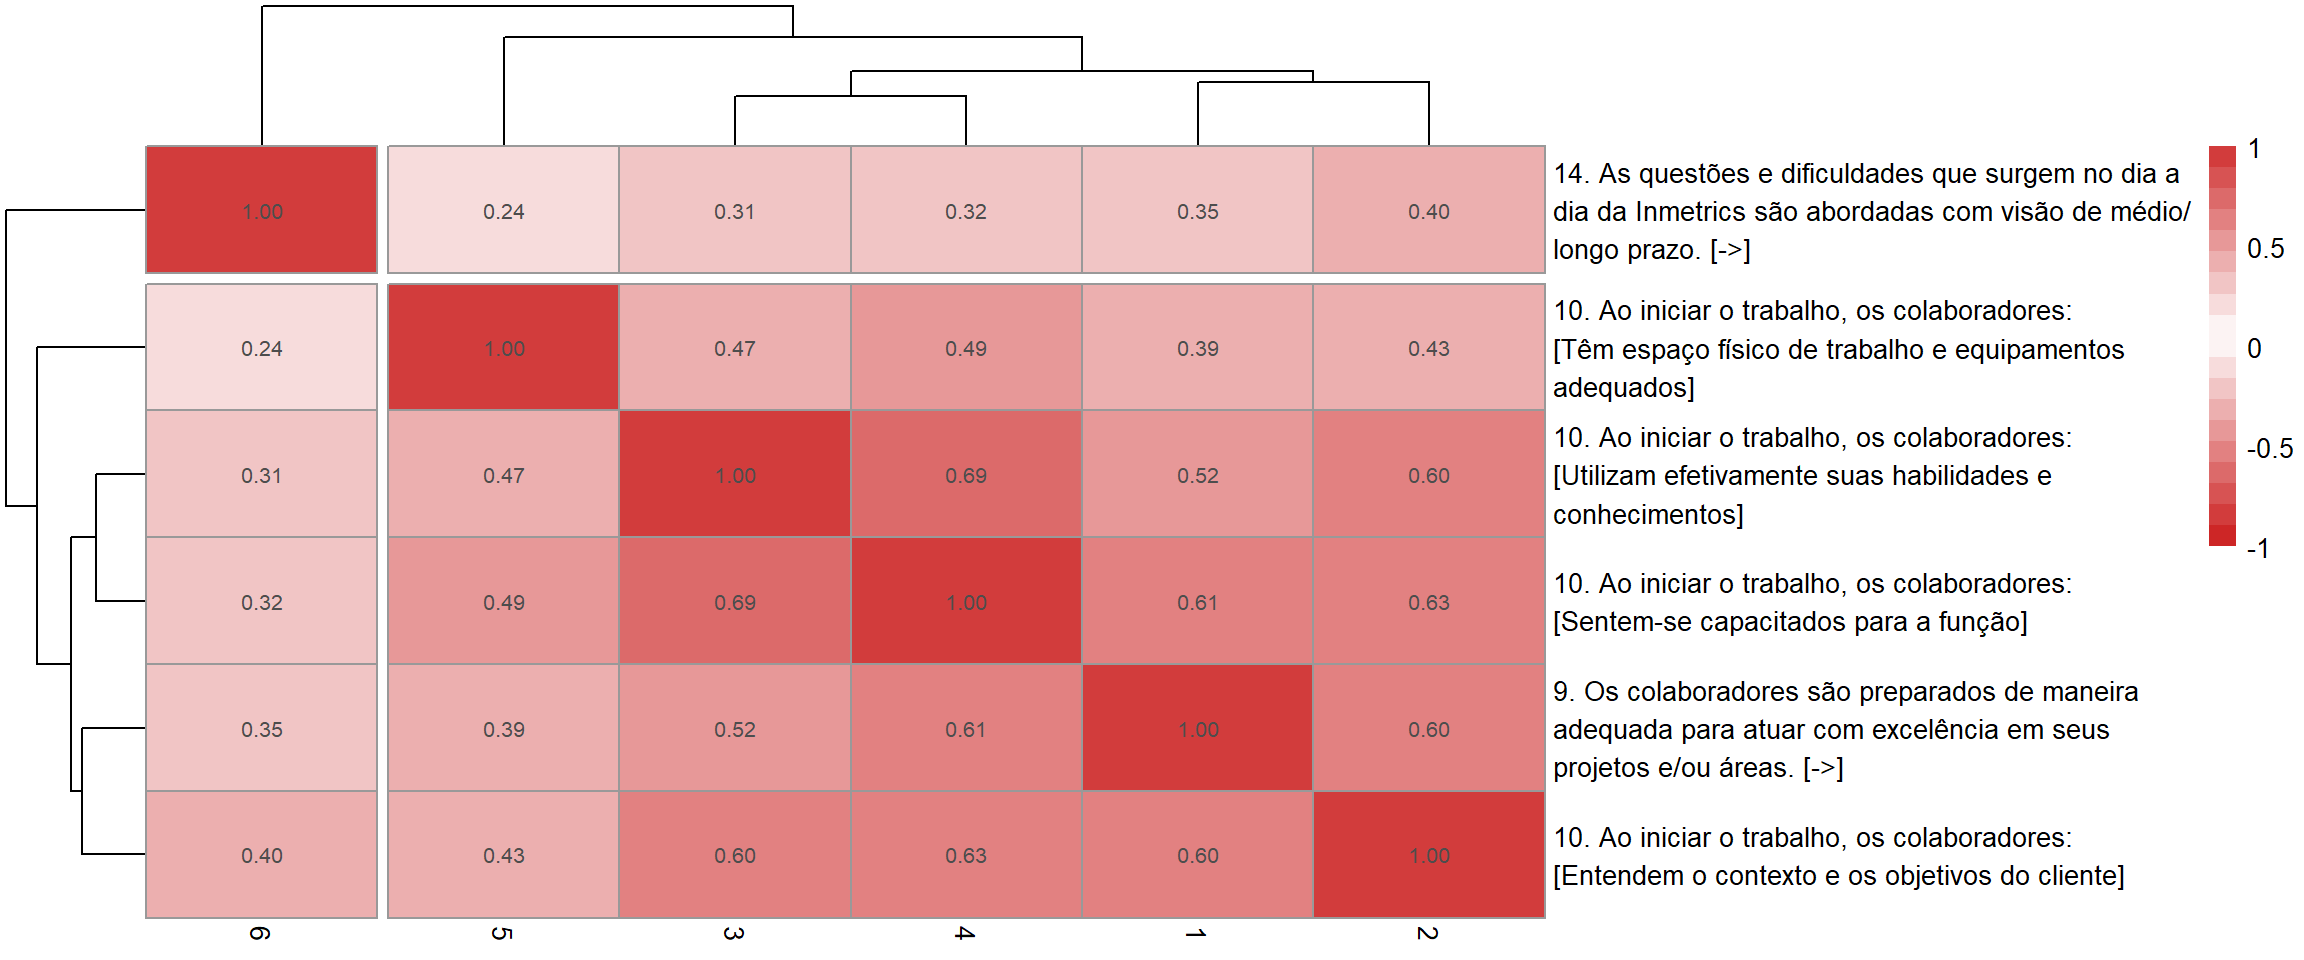 1.00 0.24 0.31 0.32 0.35 0.40
14. As questões e dificuldades que surgem no dia a
dia da Inmetrics são abordadas com visão de médio/
longo prazo. [->]
0.24 1.00 0.47 0.49 0.39 0.43
10. Ao iniciar o trabalho, os colaboradores:
[Têm espaço físico de trabalho e equipamentos
adequados]
0.31 0.47 1.00 0.69 0.52 0.60
10. Ao iniciar o trabalho, os colaboradores:
[Utilizam efetivamente suas habilidades e
conhecimentos]
0.32 0.49 0.69 1.00 0.61 0.63
10. Ao iniciar o trabalho, os colaboradores:
[Sentem-se capacitados para a função]
0.35 0.39 0.52 0.61 1.00 0.60
9. Os colaboradores são preparados de maneira
adequada para atuar com excelência em seus
projetos e/ou áreas. [->]
0.40 0.43 0.60 0.63 0.60 1.00
10. Ao iniciar o trabalho, os colaboradores:
[Entendem o contexto e os objetivos do cliente]
6 5 3 4 1 2
1
0.5
0
-0.5
-1